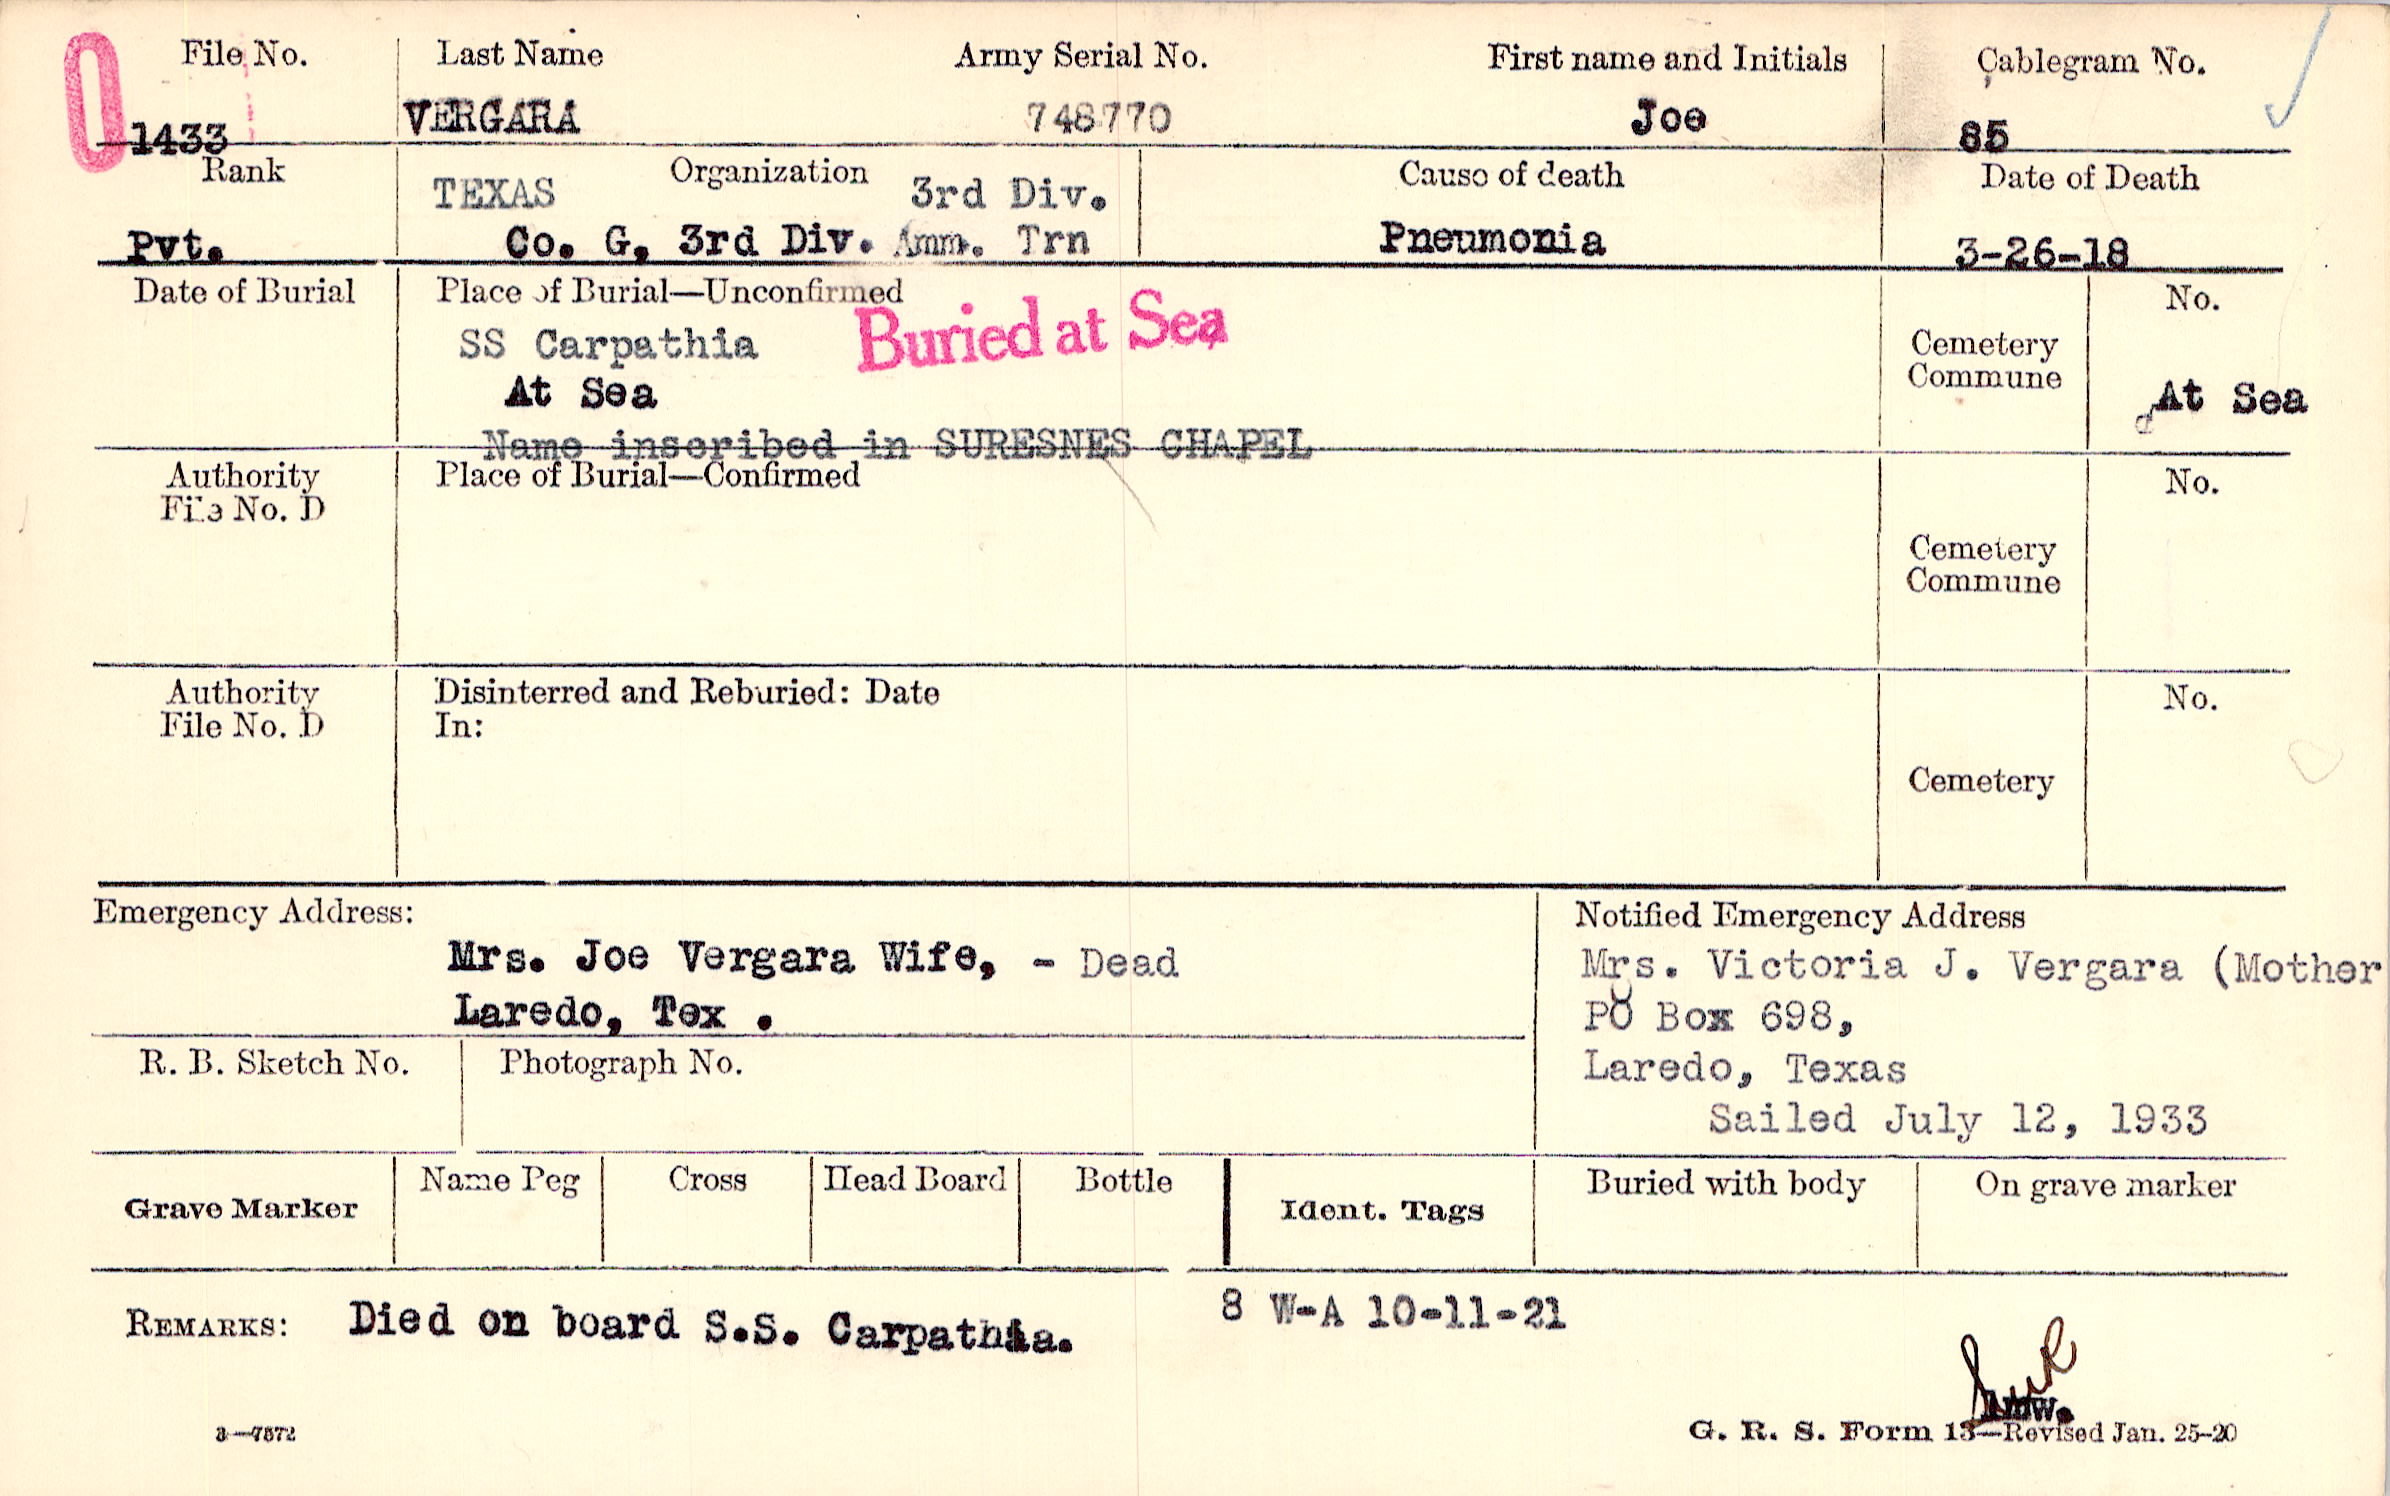 File No. Last Name Army Serial No. First name and Initials Cablegram No.
1433 VERGARA 748770 Joe 85
Rank Organization Cause of death Date of Death
TEXAS 3rd Div.
Pvt. Co. G, 3rd Div. Amm. Trn Pneumonia 3-26-18
Date of Burial Place of Burial—Unconfirmed No.
SS Carpathia Buried at Sea Cemetery
Commune
At Sea At Sea
Name inscribed in SURESNES CHAPEL
Authority Place of Burial—Confirmed No.
File No. D
Cemetery
Commune
Authority Disinterred and Reburied: Date No.
File No. D In:
Cemetery
Emergency Address: Notified Emergency Address
Mrs. Joe Vergara Wife, - Dead Mrs. Victoria J. Vergara (Mother
Laredo, Tex . PO Box 698,
R. B. Sketch No. Photograph No. Laredo, Texas
Sailed July 12, 1933
Grave Marker Name Peg Cross Head Board Bottle Ident. Tags Buried with body On grave marker
REMARKS: Died on board S.S. Carpathia. 8 W-A 10-11-21
3—7572 G. R. S. Form 13—Revised Jan. 25-20